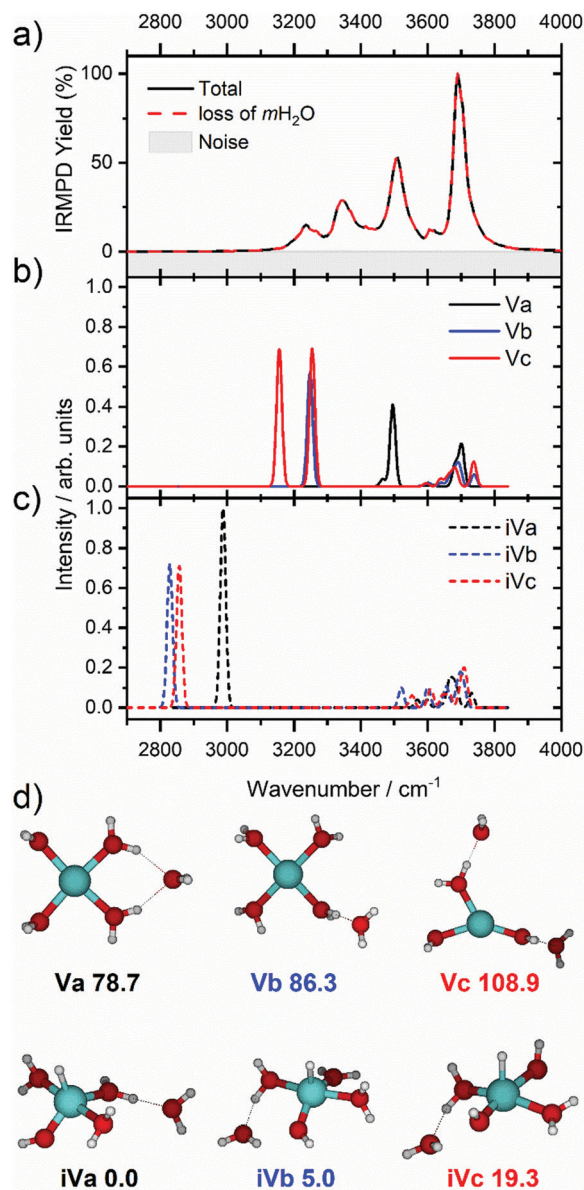 2800 3000 3200 3400 3600 3800 4000
a)
IRMPD Yield (%)
100
50
0
Total
loss of mH₂O
Noise
b)
1.0
0.8
0.6
0.4
0.2
0.0
Va
Vb
Vc
c)
Intensity / arb. units
1.0
0.8
0.6
0.4
0.2
0.0
iVa
iVb
iVc
2800 3000 3200 3400 3600 3800 4000
Wavenumber / cm⁻¹
d)
Va 78.7 Vb 86.3 Vc 108.9
iVa 0.0 iVb 5.0 iVc 19.3